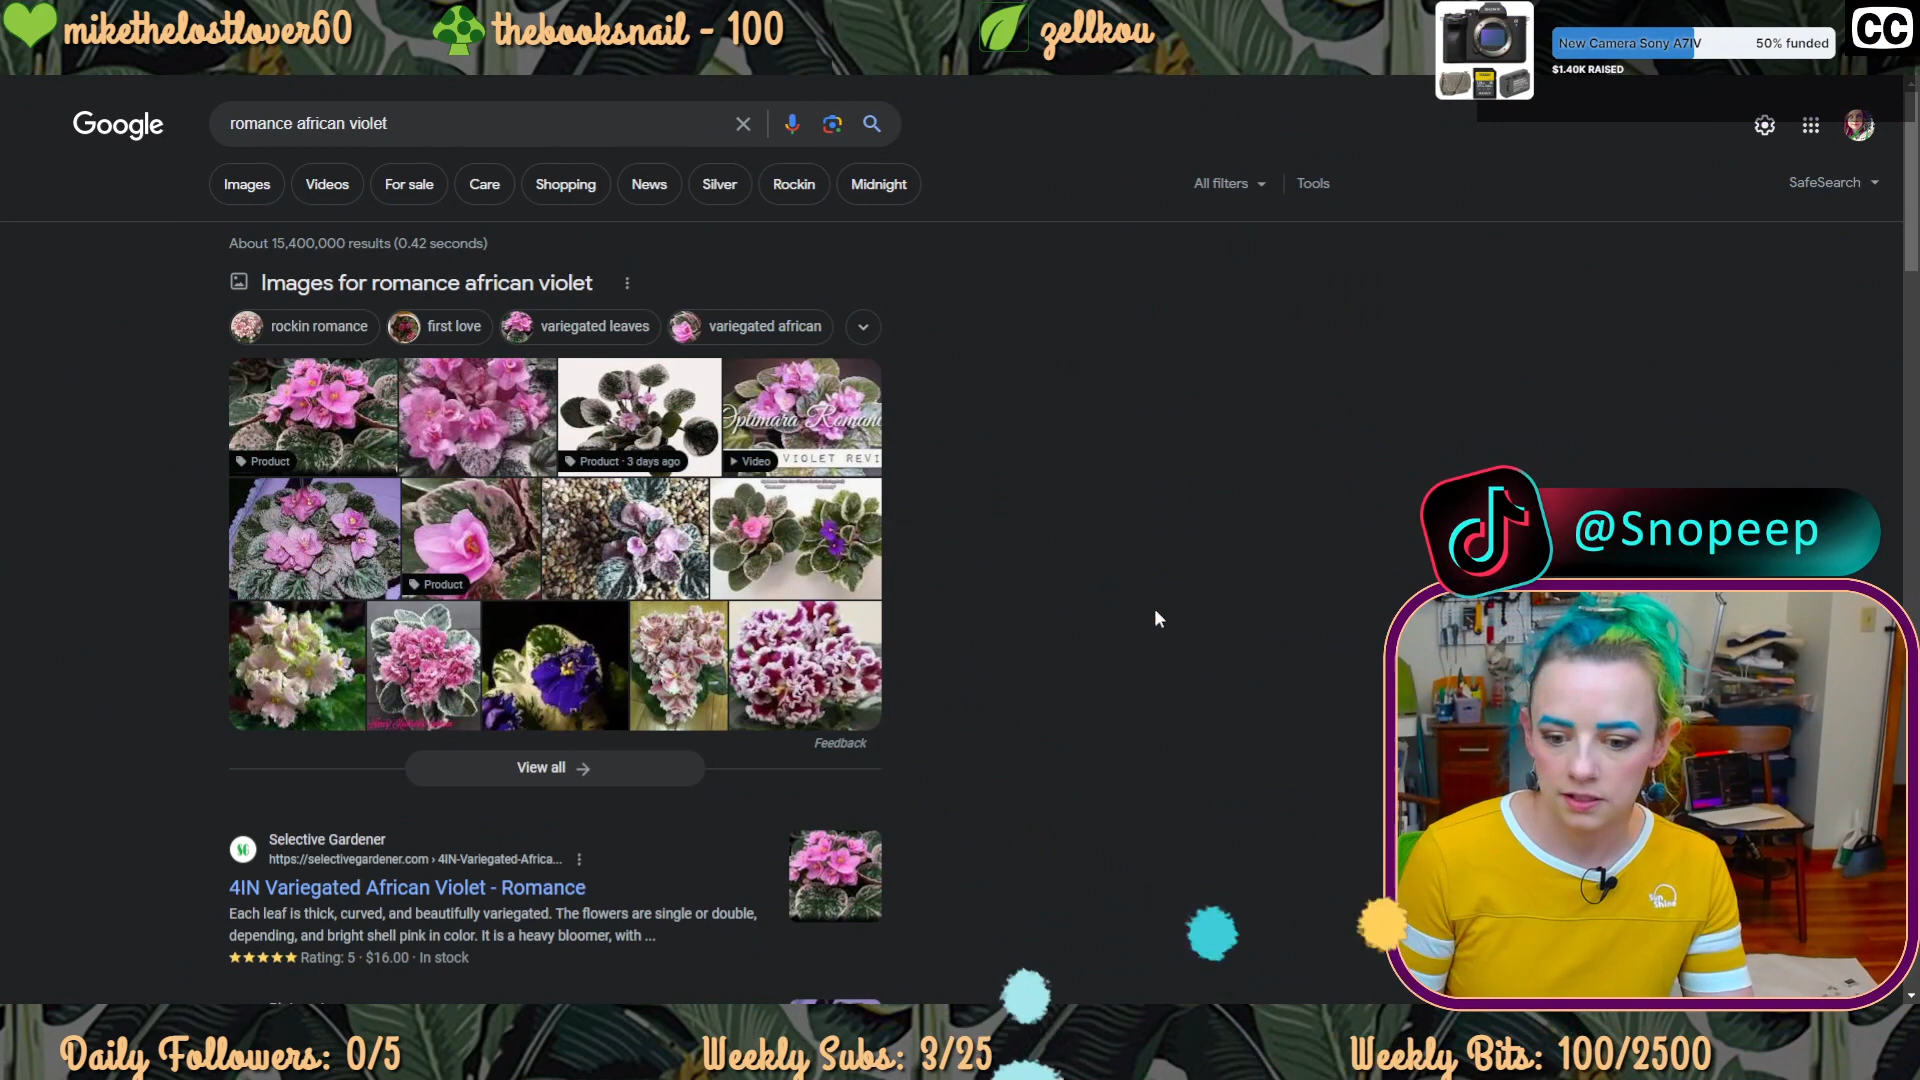 mikethelostlover60
thebooksnail - 100
zellkou
New Camera Sony A7IV
50% funded
$1.40K RAISED
CC
Google
romance african violet
Images
Videos
For sale
Care
Shopping
News
Silver
Rockin
Midnight
All filters
Tools
SafeSearch
About 15,400,000 results (0.42 seconds)
Images for romance african violet
rockin romance
first love
variegated leaves
variegated african
Product
Product · 3 days ago
Optimara Romanc
Video
VIOLET REVI
Product
Feedback
View all
SG
Selective Gardener
https://selectivegardener.com › 4IN-Variegated-Africa...
4IN Variegated African Violet - Romance
Each leaf is thick, curved, and beautifully variegated. The flowers are single or double,
depending, and bright shell pink in color. It is a heavy bloomer, with ...
Rating: 5 · $16.00 · In stock
@Snopeep
Sun
Shine
Daily Followers: 0/5
Weekly Subs: 3/25
Weekly Bits: 100/2500